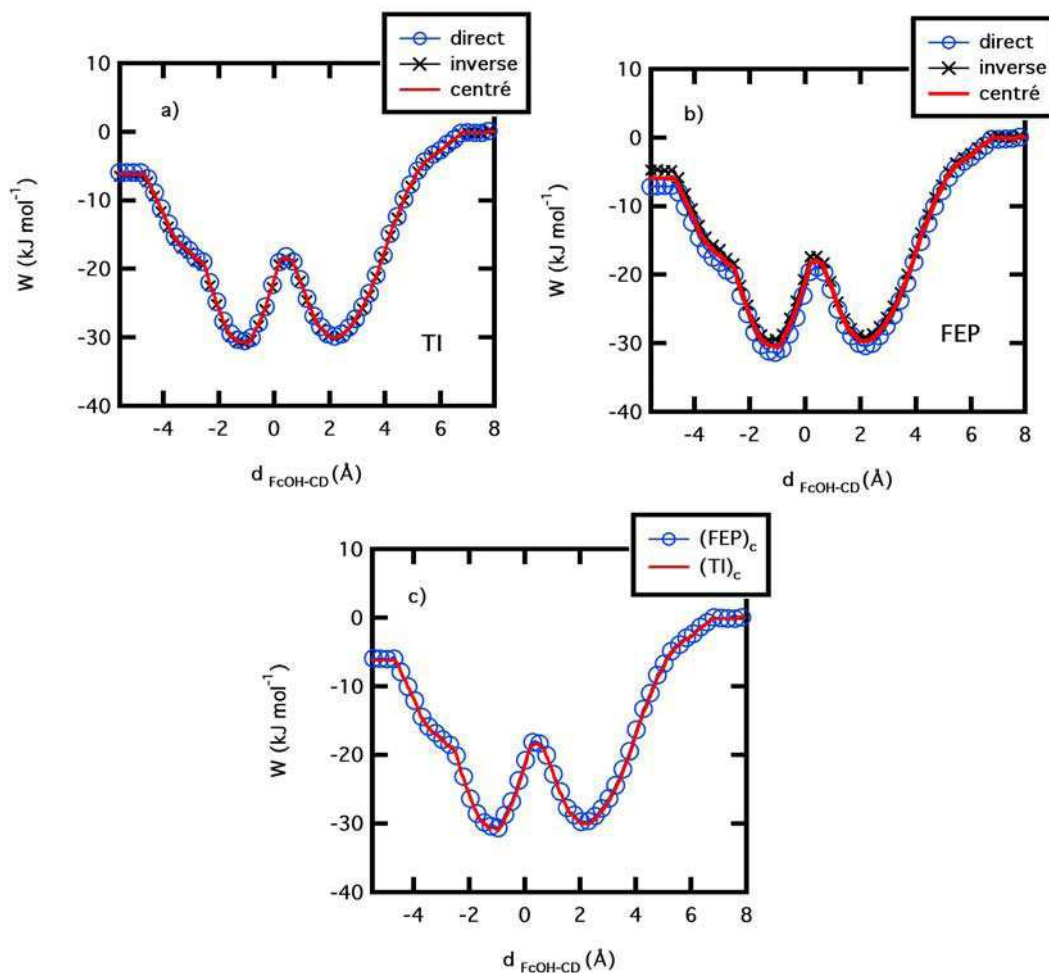 direct
inverse
centré
10
0
-10
-20
-30
-40
W (kJ mol⁻¹)
a)
TI
-4 -2 0 2 4 6 8
d FcOH-CD (Å)
direct
inverse
centré
10
0
-10
-20
-30
-40
W (kJ mol⁻¹)
b)
FEP
-4 -2 0 2 4 6 8
d FcOH-CD (Å)
(FEP)c
(TI)c
10
0
-10
-20
-30
-40
W (kJ mol⁻¹)
c)
-4 -2 0 2 4 6 8
d FcOH-CD (Å)